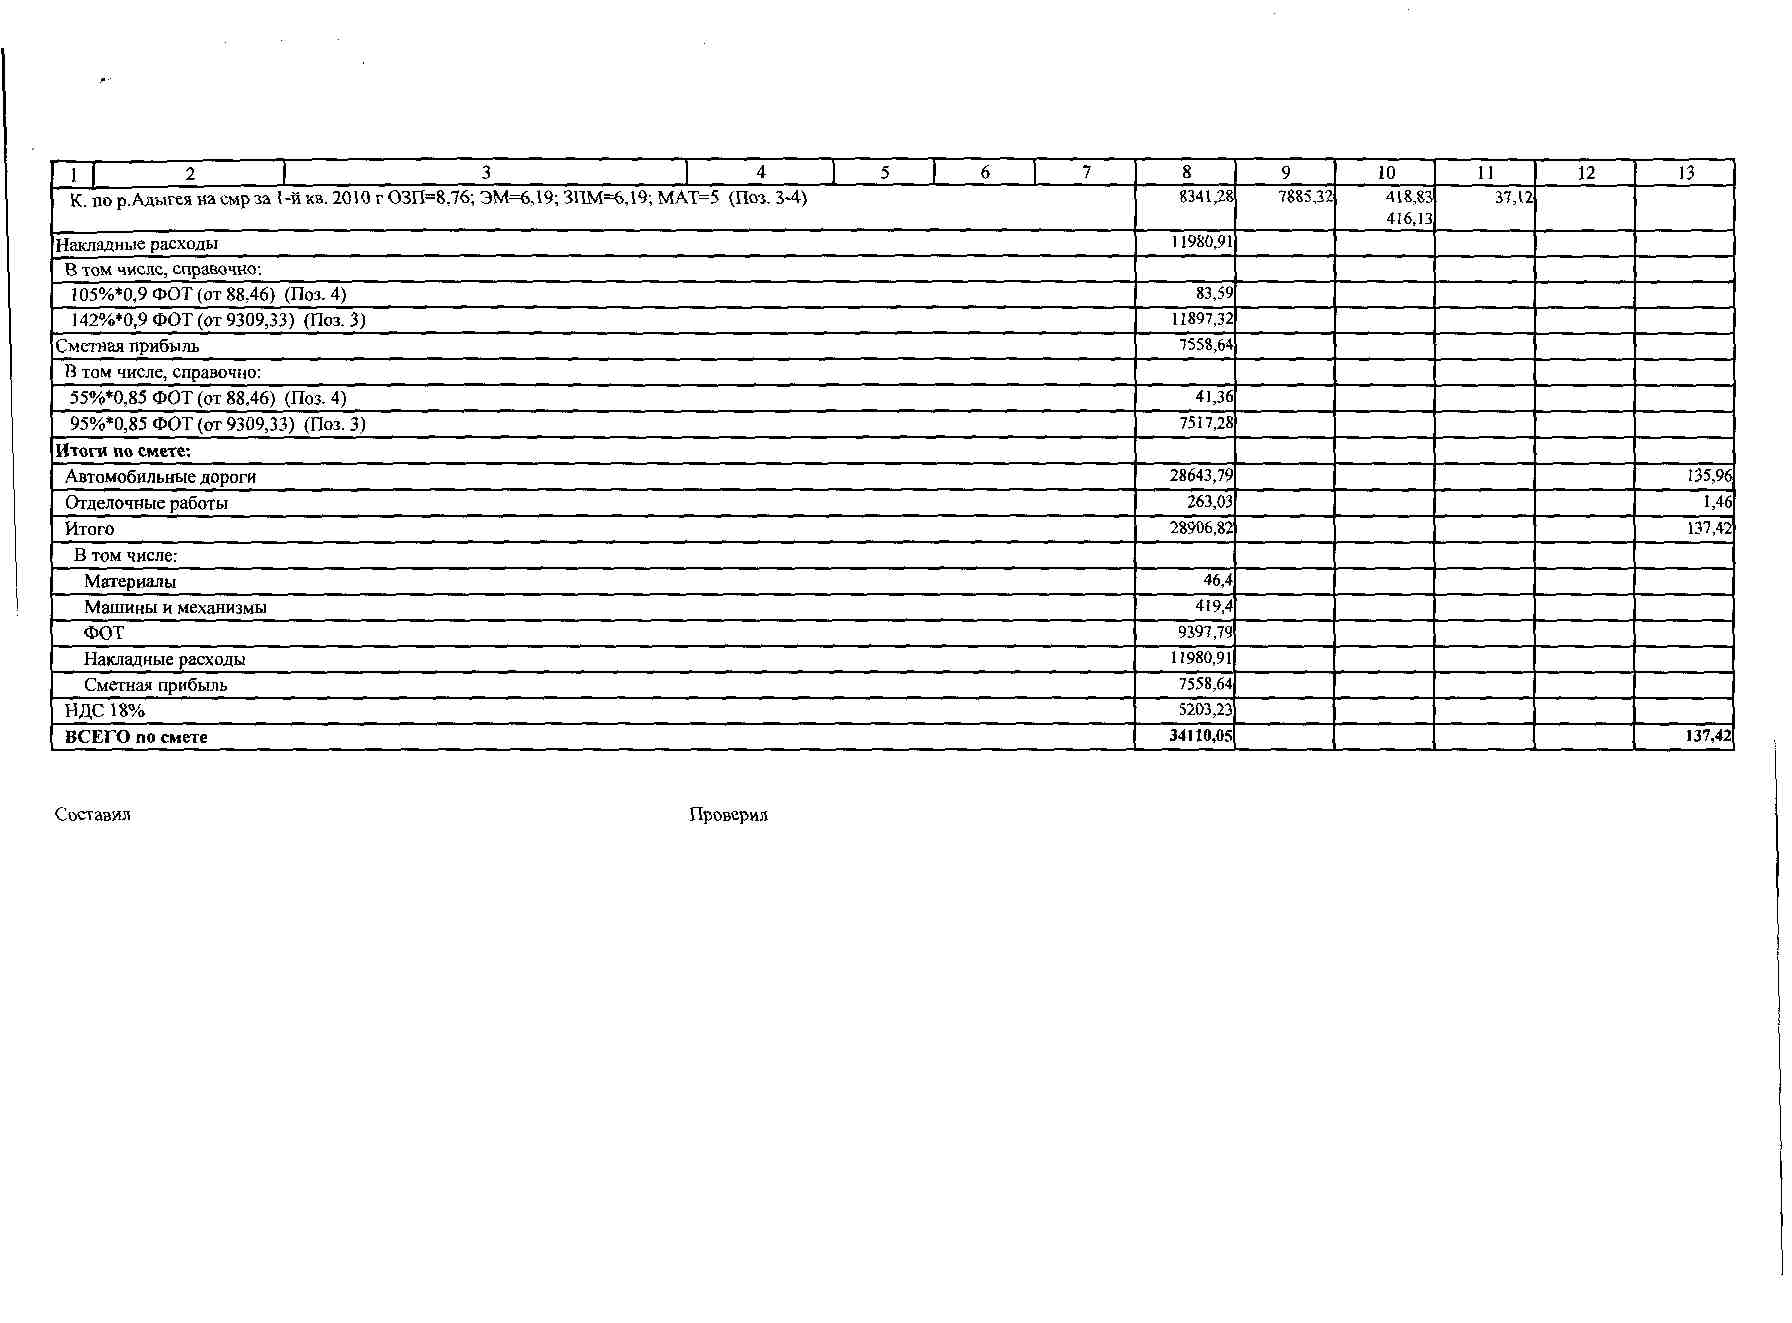 1 2 3 4 5 6 7 8 9 10 11 12 13
К. по р.Адыгея на смр за 1-й кв. 2010 г ОЗП=8,76; ЭМ=6,19; ЗПМ=6,19; МАТ=5 (Поз. 3-4) 8341,28 7885,32 418,83 37,12
416,13
Накладные расходы 11980,91
В том числе, справочно:
105%*0,9 ФОТ (от 88,46) (Поз. 4) 83,59
142%*0,9 ФОТ (от 9309,33) (Поз. 3) 11897,32
Сметная прибыль 7558,64
В том числе, справочно:
55%*0,85 ФОТ (от 88,46) (Поз. 4) 41,36
95%*0,85 ФОТ (от 9309,33) (Поз. 3) 7517,28
Итоги по смете:
Автомобильные дороги 28643,79 135,96
Отделочные работы 263,03 1,46
Итого 28906,82 137,42
В том числе:
Материалы 46,4
Машины и механизмы 419,4
ФОТ 9397,79
Накладные расходы 11980,91
Сметная прибыль 7558,64
НДС 18% 5203,23
ВСЕГО по смете 34110,05 137,42
Составил Проверил